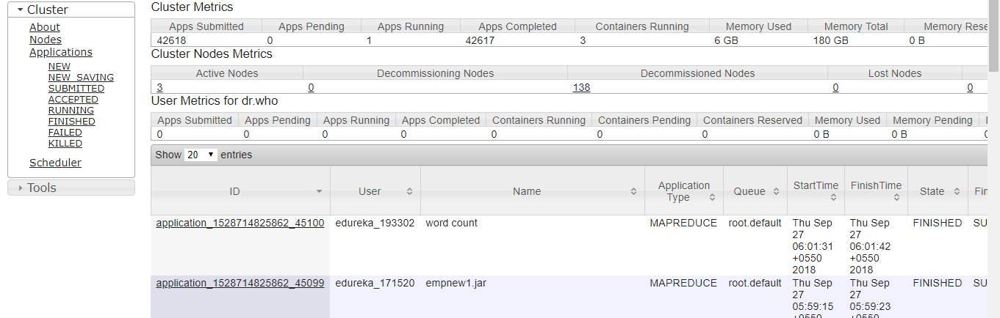 Cluster
About
Nodes
Applications
NEW
NEW_SAVING
SUBMITTED
ACCEPTED
RUNNING
FINISHED
FAILED
KILLED
Scheduler
Tools
Cluster Metrics
Apps Submitted Apps Pending Apps Running Apps Completed Containers Running Memory Used Memory Total Memory Rese
42618 0 1 42617 3 6 GB 180 GB 0 B
Cluster Nodes Metrics
Active Nodes Decommissioning Nodes Decommissioned Nodes Lost Nodes
3 0 138 0 0
User Metrics for dr.who
Apps Submitted Apps Pending Apps Running Apps Completed Containers Running Containers Pending Containers Reserved Memory Used Memory Pending
0 0 0 0 0 0 0 0 B 0 B
Show 20 entries
ID User Name Application Type Queue StartTime FinishTime State Fin
application_1528714825862_45100 edureka_193302 word count MAPREDUCE root.default Thu Sep Thu Sep FINISHED SU
27 27
06:01:31 06:01:42
+0550 +0550
2018 2018
application_1528714825862_45099 edureka_171520 empnew1.jar MAPREDUCE root.default Thu Sep Thu Sep FINISHED SU
27 27
05:59:15 05:59:23
+0550 +0550